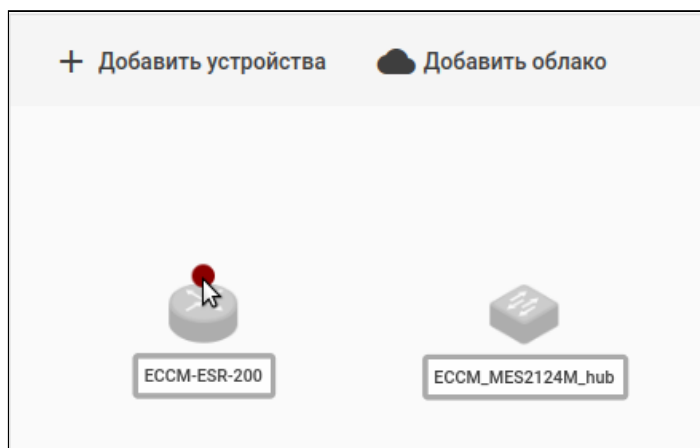 Добавить устройства
Добавить облако
ECCM-ESR-200
ECCM_MES2124M_hub